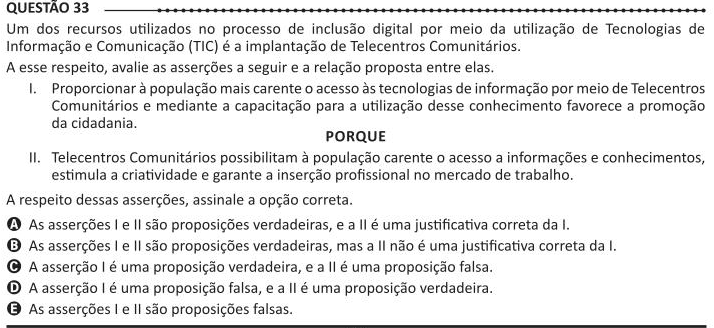 QUESTÃO 33
Um dos recursos utilizados no processo de inclusão digital por meio da utilização de Tecnologias de
Informação e Comunicação (TIC) é a implantação de Telecentros Comunitários.
A esse respeito, avalie as asserções a seguir e a relação proposta entre elas.
I. Proporcionar à população mais carente o acesso às tecnologias de informação por meio de Telecentros
Comunitários e mediante a capacitação para a utilização desse conhecimento favorece a promoção
da cidadania.
PORQUE
II. Telecentros Comunitários possibilitam à população carente o acesso a informações e conhecimentos,
estimula a criatividade e garante a inserção profissional no mercado de trabalho.
A respeito dessas asserções, assinale a opção correta.
A As asserções I e II são proposições verdadeiras, e a II é uma justificativa correta da I.
B As asserções I e II são proposições verdadeiras, mas a II não é uma justificativa correta da I.
C A asserção I é uma proposição verdadeira, e a II é uma proposição falsa.
D A asserção I é uma proposição falsa, e a II é uma proposição verdadeira.
E As asserções I e II são proposições falsas.